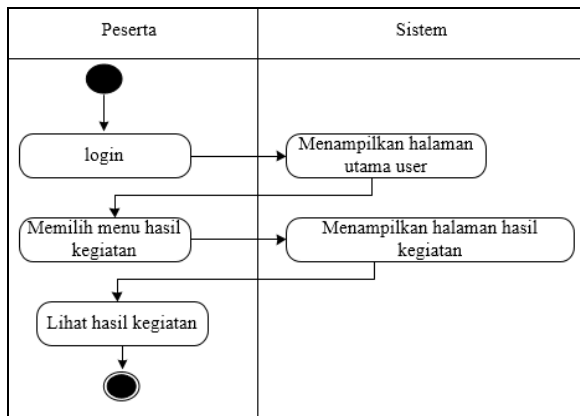 Peserta
Sistem
login
Menampilkan halaman
utama user
Memilih menu hasil
kegiatan
Menampilkan halaman hasil
kegiatan
Lihat hasil kegiatan